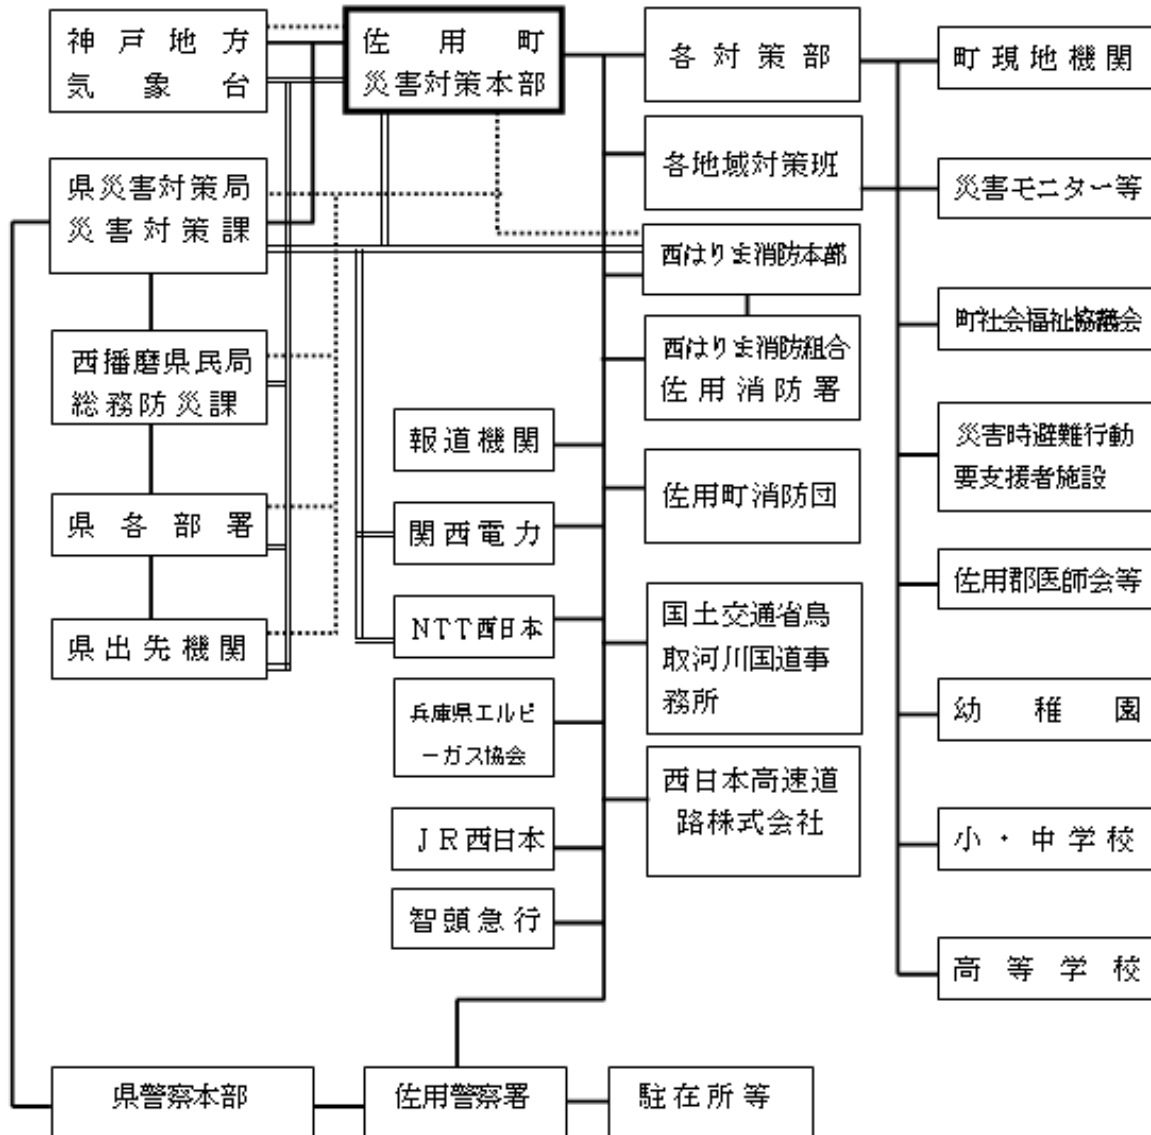 神戸地方
気象台
佐用町
災害対策本部
各対策部
町現地機関
各地域対策班
県災害対策局
災害対策課
災害モニター等
西はりま消防本部
町社会福祉協議会
西はりま消防組合
佐用消防署
西播磨県民局
総務防災課
報道機関
災害時避難行動
要支援者施設
佐用町消防団
県各部署
関西電力
佐用郡医師会等
国土交通省鳥
取河川国道事
務所
NTT西日本
県出先機関
兵庫県エルピ
ーガス協会
幼稚園
西日本高速道
路株式会社
JR西日本
小・中学校
智頭急行
高等学校
県警察本部
佐用警察署
駐在所等